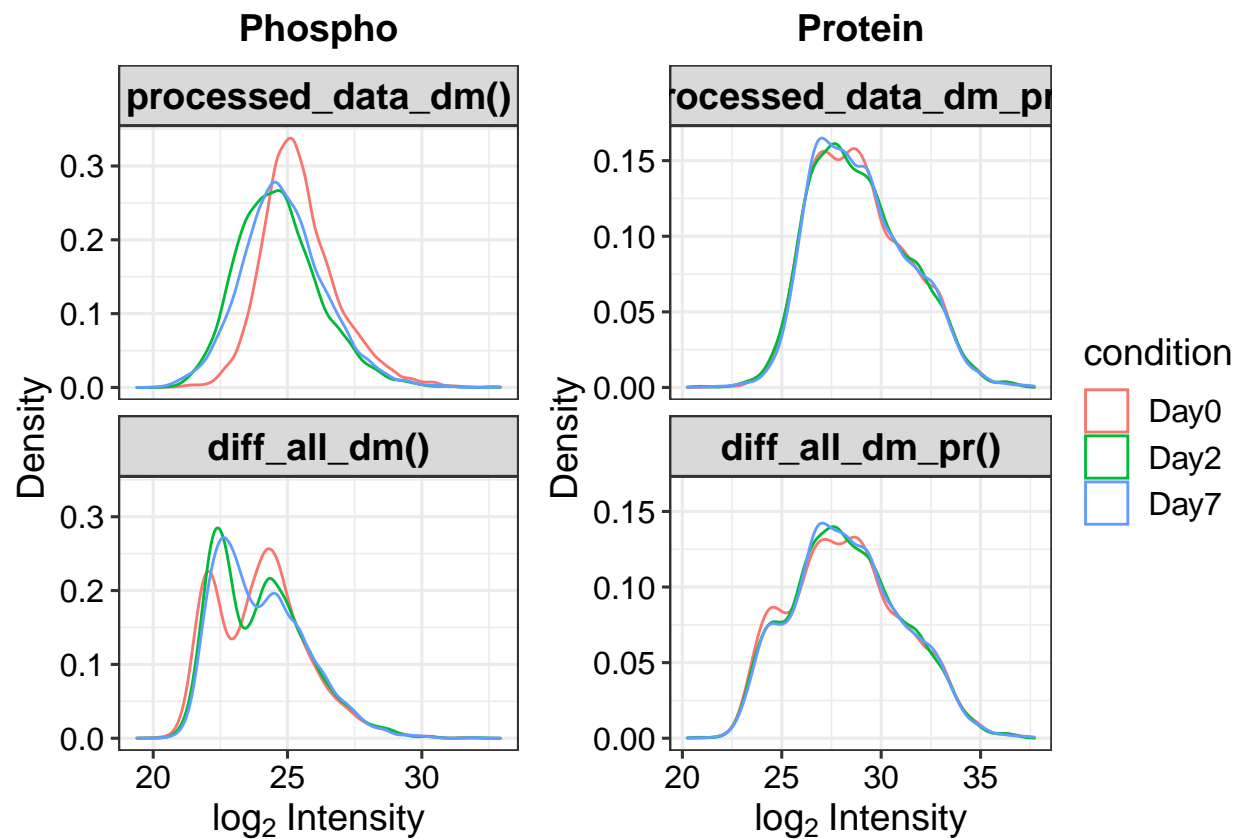 Phospho
Protein
processed_data_dm()
rocessed_data_dm_pr
0.3
0.2
0.1
0.0
0.15
0.10
0.05
0.00
Density
Density
diff_all_dm()
diff_all_dm_pr()
0.3
0.2
0.1
0.0
0.15
0.10
0.05
0.00
20 25 30
20 25 30 35
log₂ Intensity
log₂ Intensity
condition
Day0
Day2
Day7